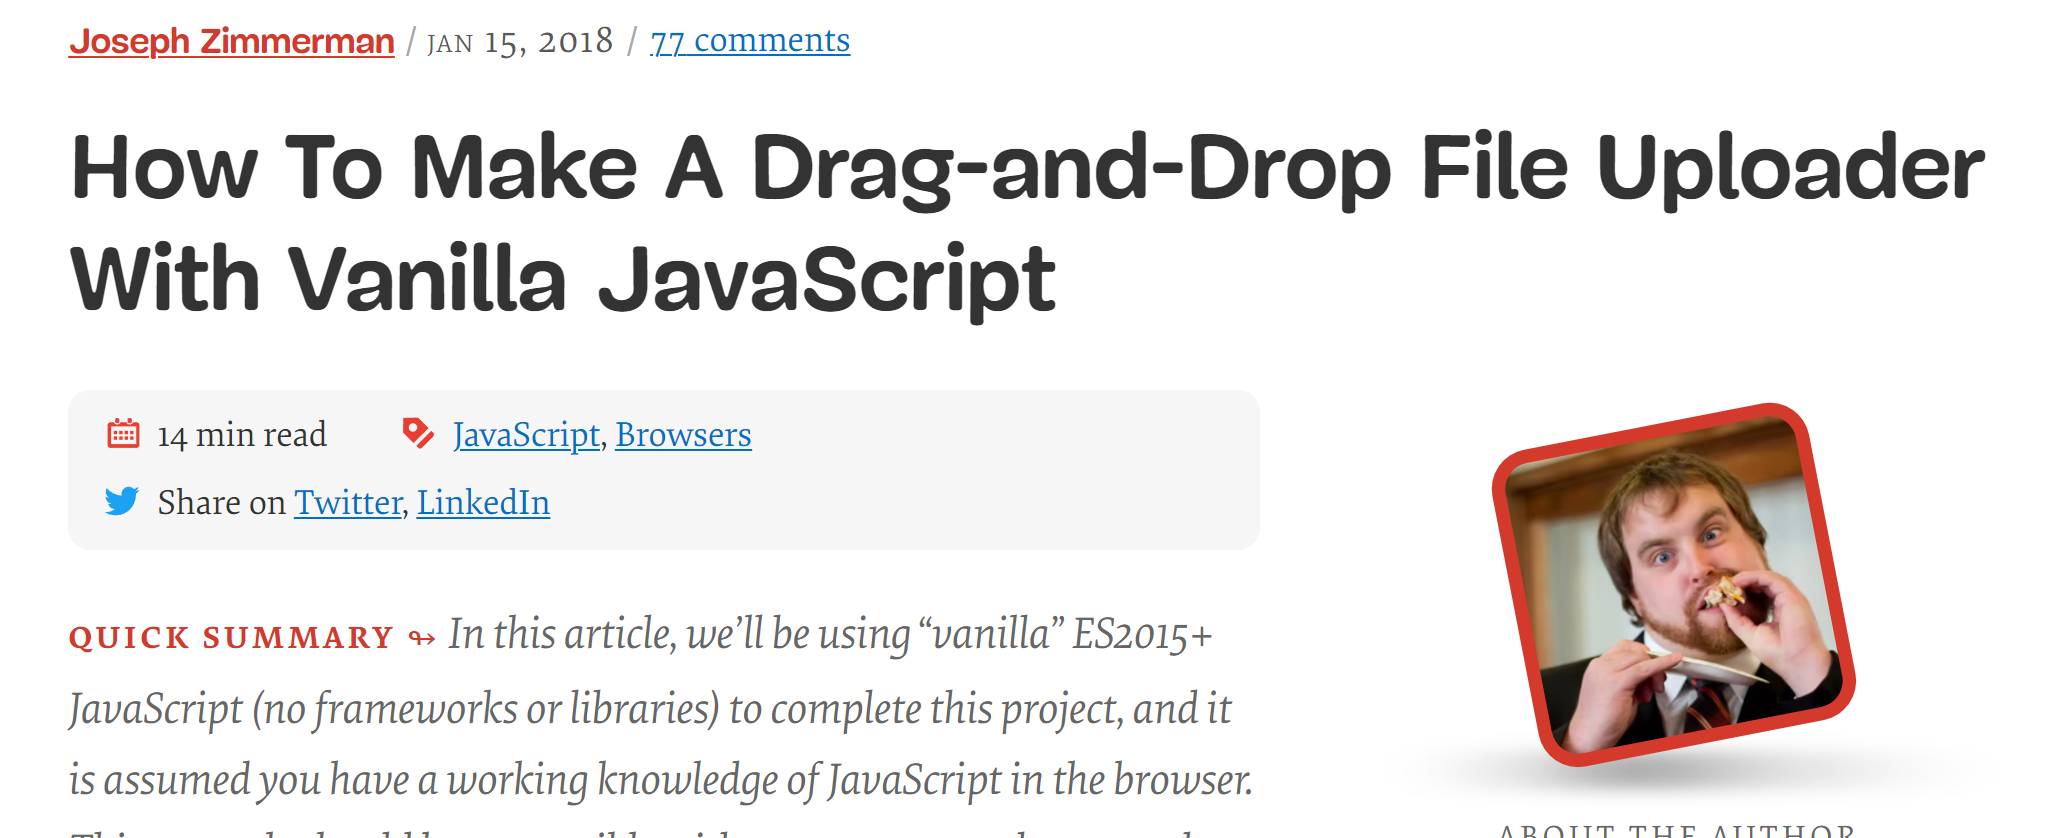 Joseph Zimmerman / JAN 15, 2018 / 77 comments
How To Make A Drag-and-Drop File Uploader
With Vanilla JavaScript
14 min read JavaScript, Browsers
Share on Twitter, LinkedIn
QUICK SUMMARY ↬ In this article, we’ll be using “vanilla” ES2015+
JavaScript (no frameworks or libraries) to complete this project, and it
is assumed you have a working knowledge of JavaScript in the browser.
ABOUT THE AUTHOR